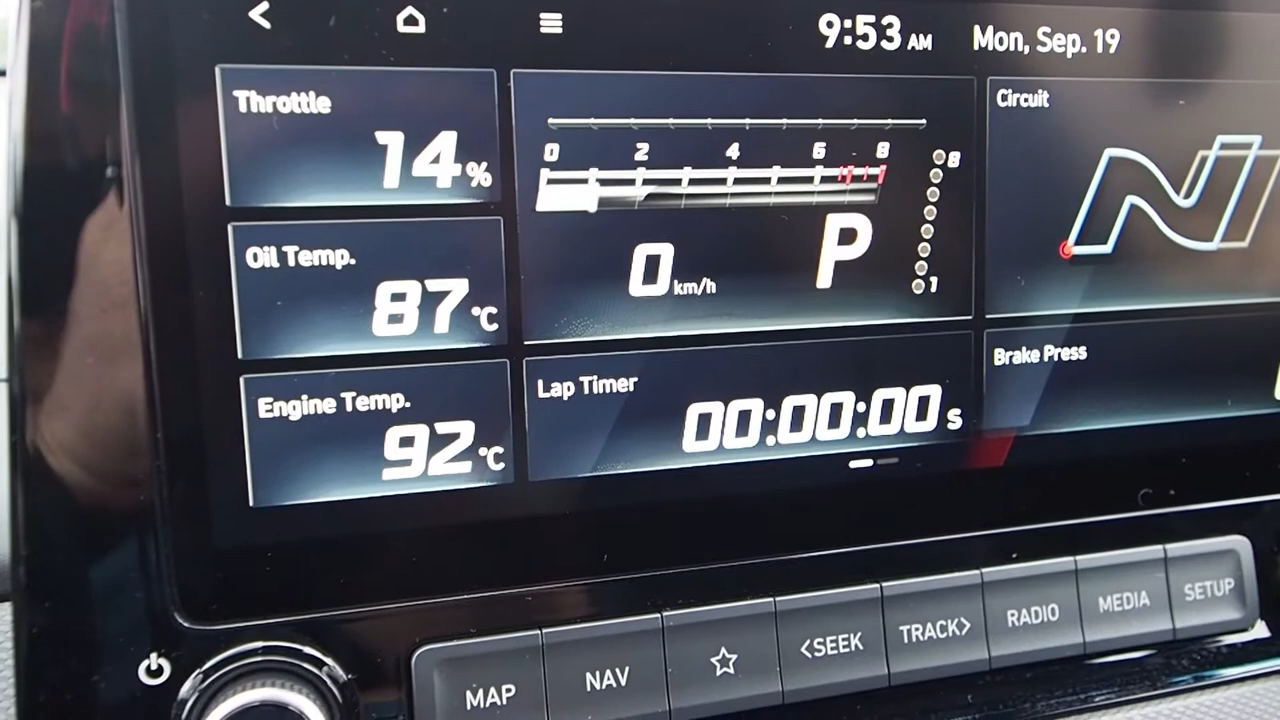 9:53 AM Mon, Sep. 19
Throttle
14 %
Oil Temp.
87 °C
Engine Temp.
92 °C
0 2 4 6 8
8
1
0 km/h
P
Lap Timer
00:00:00 s
Circuit
N
Brake Press
MAP
NAV
<SEEK
TRACK>
RADIO
MEDIA
SETUP